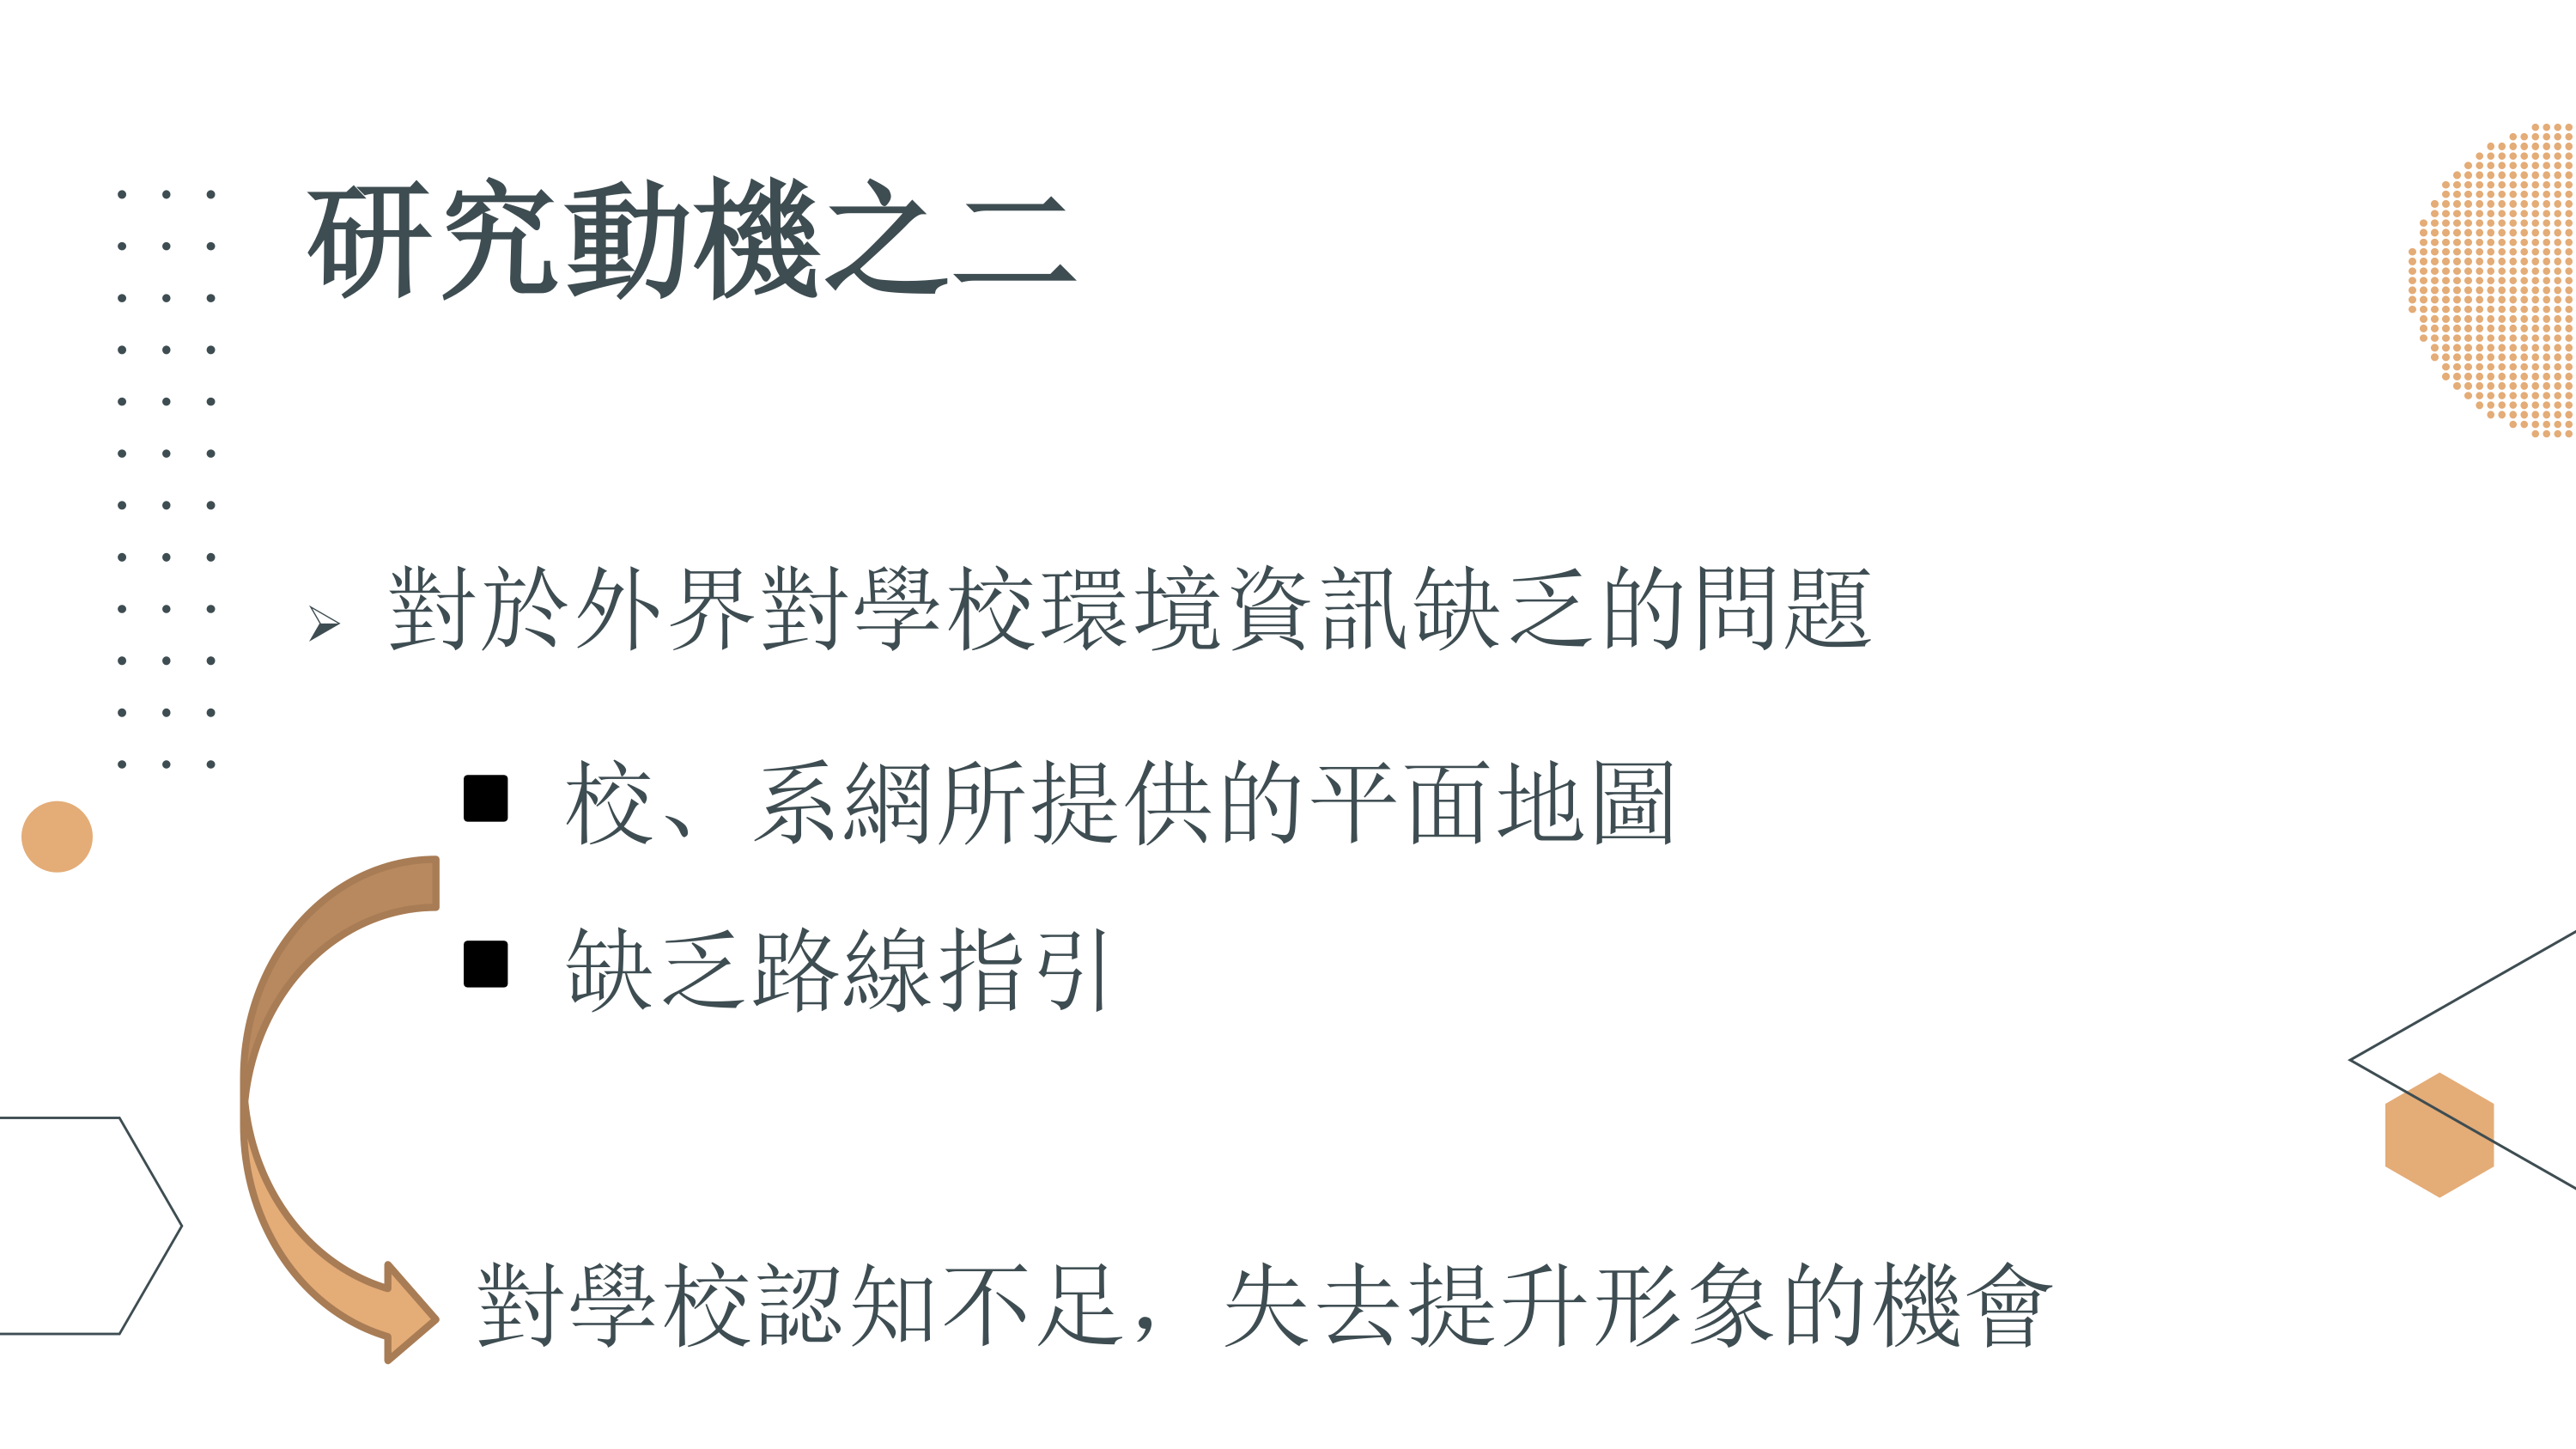 研究動機之二
對於外界對學校環境資訊缺乏的問題
校、系網所提供的平面地圖
缺乏路線指引
對學校認知不足，失去提升形象的機會